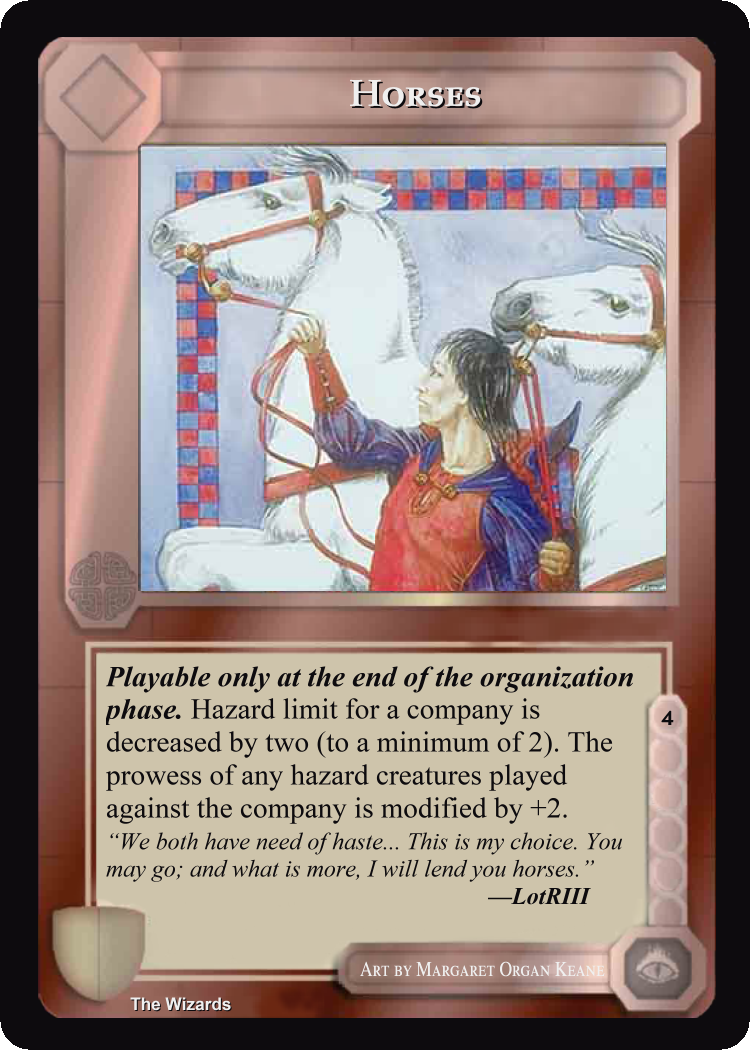 Horses
Playable only at the end of the organization
phase. Hazard limit for a company is
decreased by two (to a minimum of 2). The
prowess of any hazard creatures played
against the company is modified by +2.
“We both have need of haste... This is my choice. You
may go; and what is more, I will lend you horses.”
—LotRIII
4
Art by Margaret Organ Keane
The Wizards